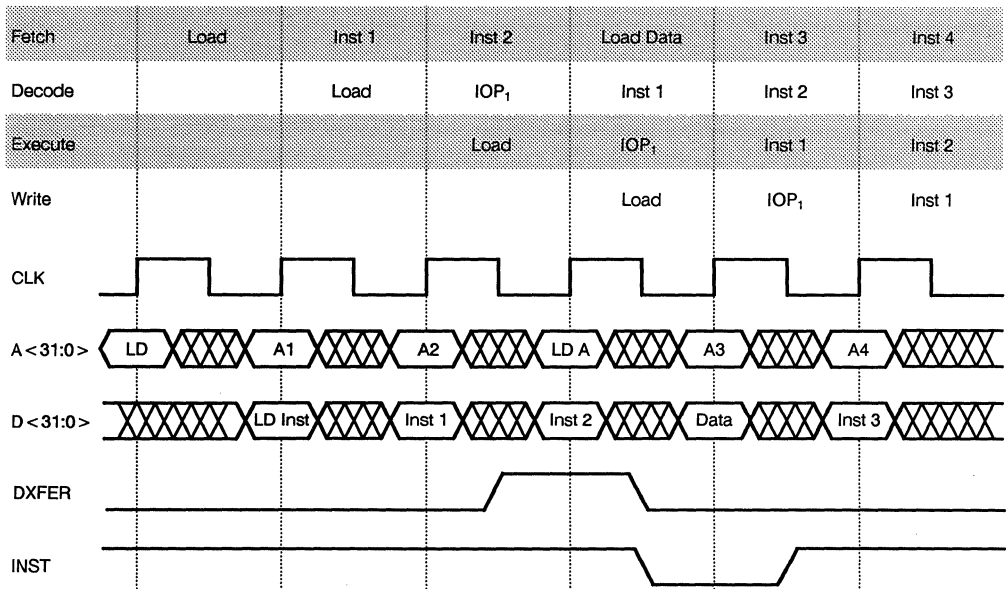 Fetch Load Inst 1 Inst 2 Load Data Inst 3 Inst 4
Decode Load IOP₁ Inst 1 Inst 2 Inst 3
Execute Load IOP₁ Inst 1 Inst 2
Write Load IOP₁ Inst 1
CLK
A<31:0> LD A1 A2 LD A A3 A4
D<31:0> LD Inst Inst 1 Inst 2 Data Inst 3
DXFER
INST